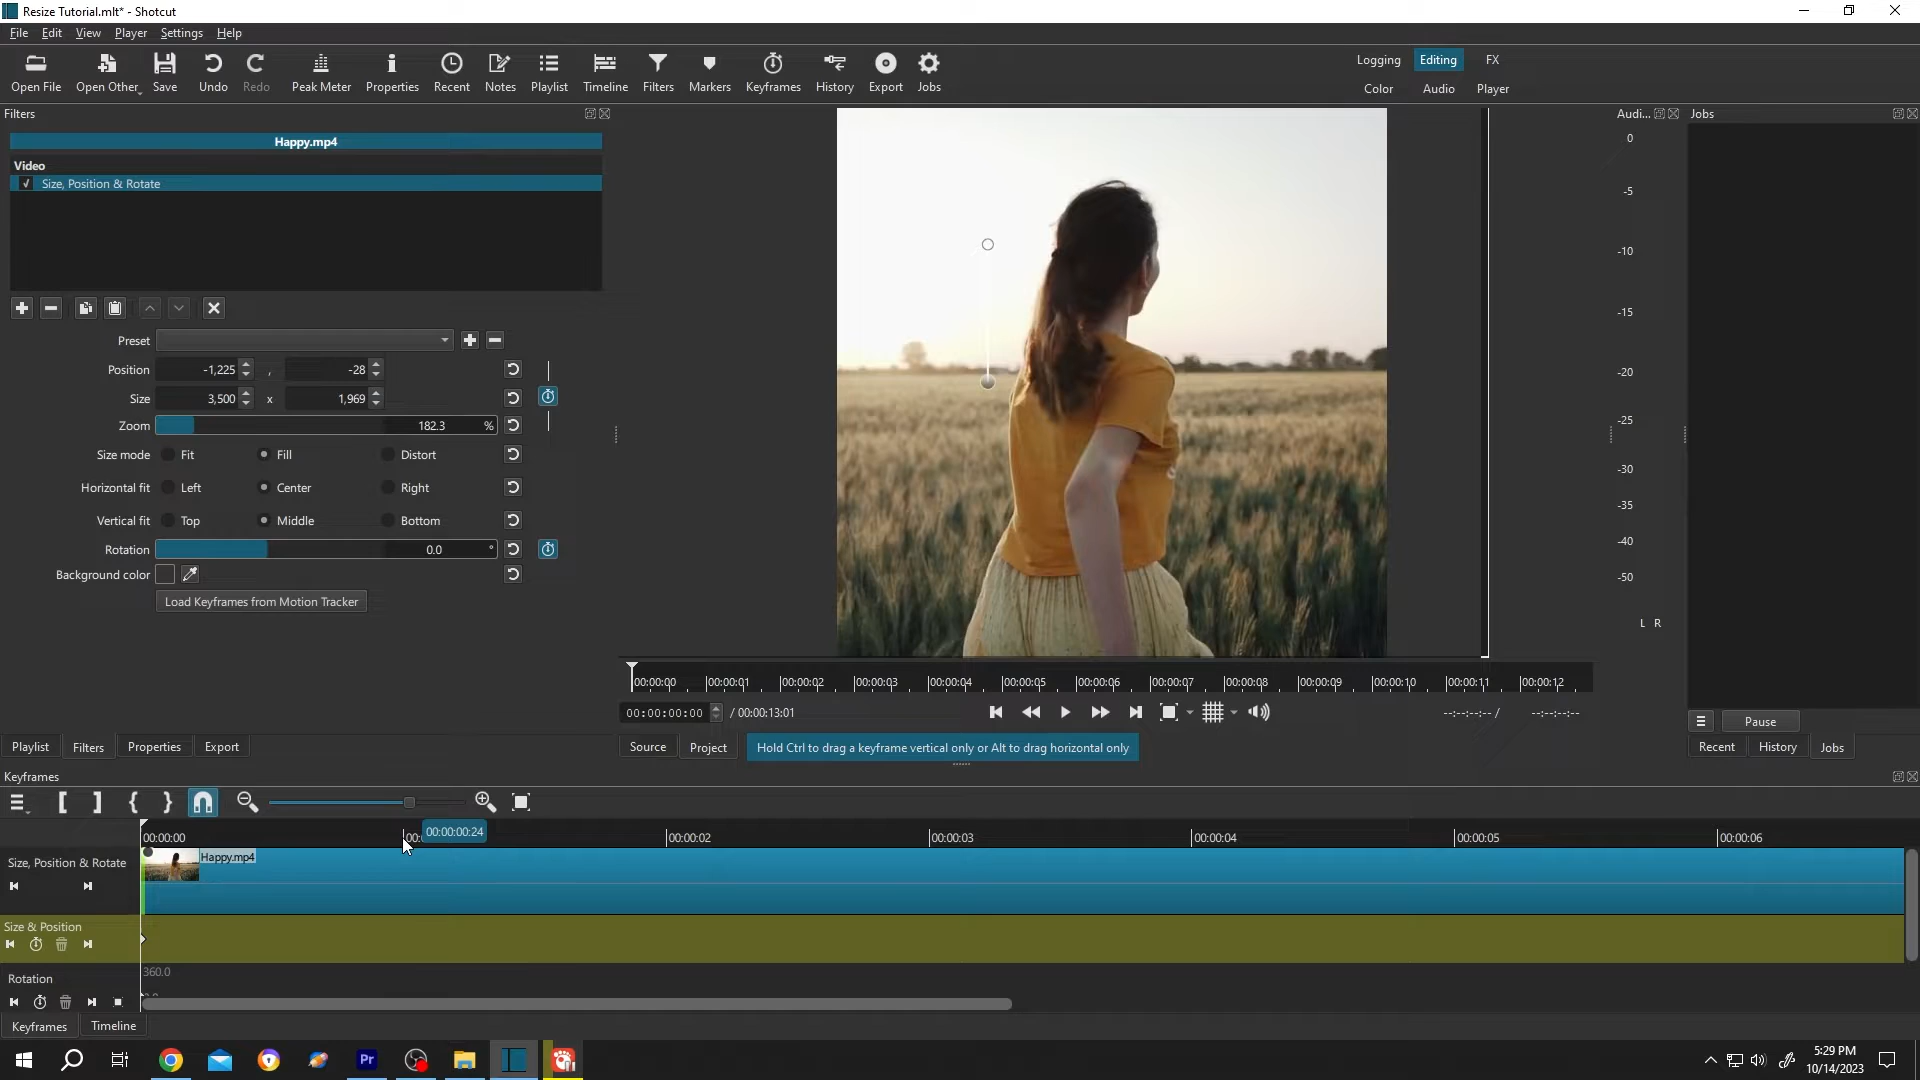 Resize Tutorial.mlt* - Shotcut
File Edit View Player Settings Help
Open File Open Other Save Undo Redo Peak Meter Properties Recent Notes Playlist Timeline Filters Markers Keyframes History Export Jobs
Logging Editing FX
Color Audio Player
Filters
Happy.mp4
Video
Size, Position & Rotate
Preset
Position -1,225 , -28
Size 3,500 x 1,969
Zoom 182.3 %
Size mode Fit Fill Distort
Horizontal fit Left Center Right
Vertical fit Top Middle Bottom
Rotation 0.0 °
Background color
Load Keyframes from Motion Tracker
Playlist Filters Properties Export
00:00:00 00:00:01 00:00:02 00:00:03 00:00:04 00:00:05 00:00:06 00:00:07 00:00:08 00:00:09 00:00:10 00:00:11 00:00:12
00:00:00:00 / 00:00:13:01
--:--:--:-- / --:--:--:--
Source Project Hold Ctrl to drag a keyframe vertical only or Alt to drag horizontal only
Audi...
0
-5
-10
-15
-20
-25
-30
-35
-40
-50
L R
Jobs
Pause
Recent History Jobs
Keyframes
00:00:00:24
00:00:00 00:00:02 00:00:03 00:00:04 00:00:05 00:00:06
Size, Position & Rotate
Happy.mp4
Size & Position
Rotation
360.0
Keyframes Timeline
Pr
5:29 PM
10/14/2023